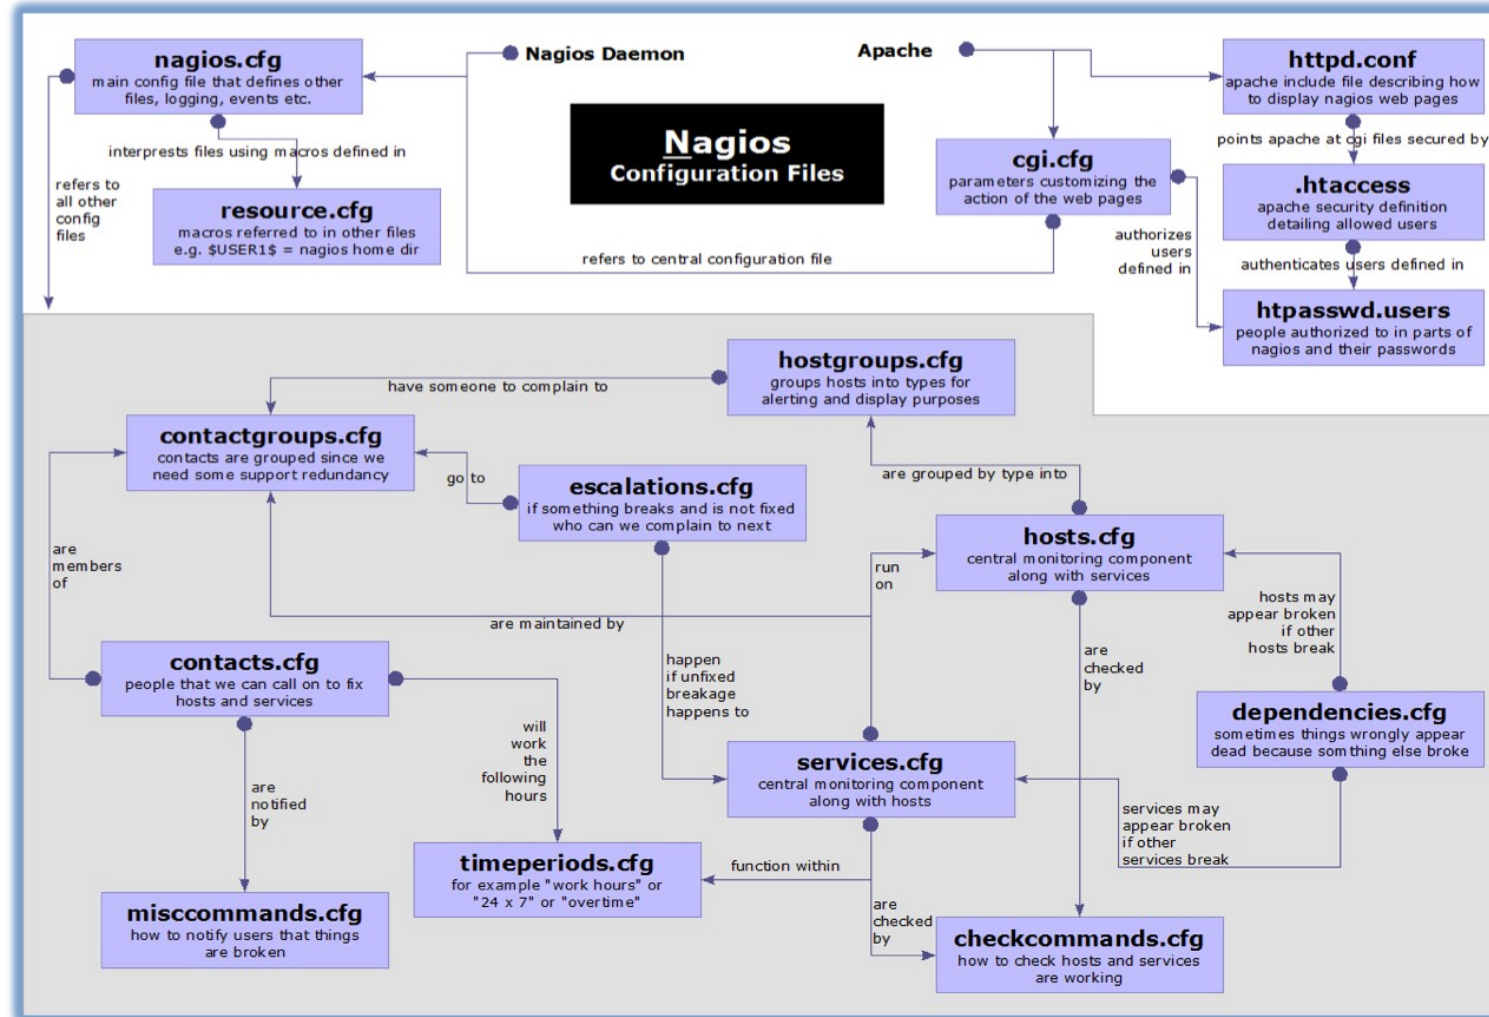 nagios.cfg
main config file that defines other
files, logging, events etc.
Nagios Daemon
Apache
httpd.conf
apache include file describing how
to display nagios web pages
interprests files using macros defined in
refers to
all other
config
files
resource.cfg
macros referred to in other files
e.g. $USER1$ = nagios home dir
Nagios
Configuration Files
cgi.cfg
parameters customizing the
action of the web pages
points apache at cgi files secured by
.htaccess
apache security definition
detailing allowed users
refers to central configuration file
authorizes
users
defined in
authenticates users defined in
htpasswd.users
people authorized to in parts of
nagios and their passwords
hostgroups.cfg
groups hosts into types for
alerting and display purposes
have someone to complain to
contactgroups.cfg
contacts are grouped since we
need some support redundancy
go to
escalations.cfg
if something breaks and is not fixed
who can we complain to next
are grouped by type into
hosts.cfg
central monitoring component
along with services
are
members
of
run
on
are maintained by
hosts may
appear broken
if other
hosts break
contacts.cfg
people that we can call on to fix
hosts and services
happen
if unfixed
breakage
happens to
are
checked
by
dependencies.cfg
sometimes things wrongly appear
dead because somthing else broke
will
work
the
following
hours
services.cfg
central monitoring component
along with hosts
are
notified
by
services may
appear broken
if other
services break
timeperiods.cfg
for example "work hours" or
"24 x 7" or "overtime"
function within
misccommands.cfg
how to notify users that things
are broken
are
checked
by
checkcommands.cfg
how to check hosts and services
are working